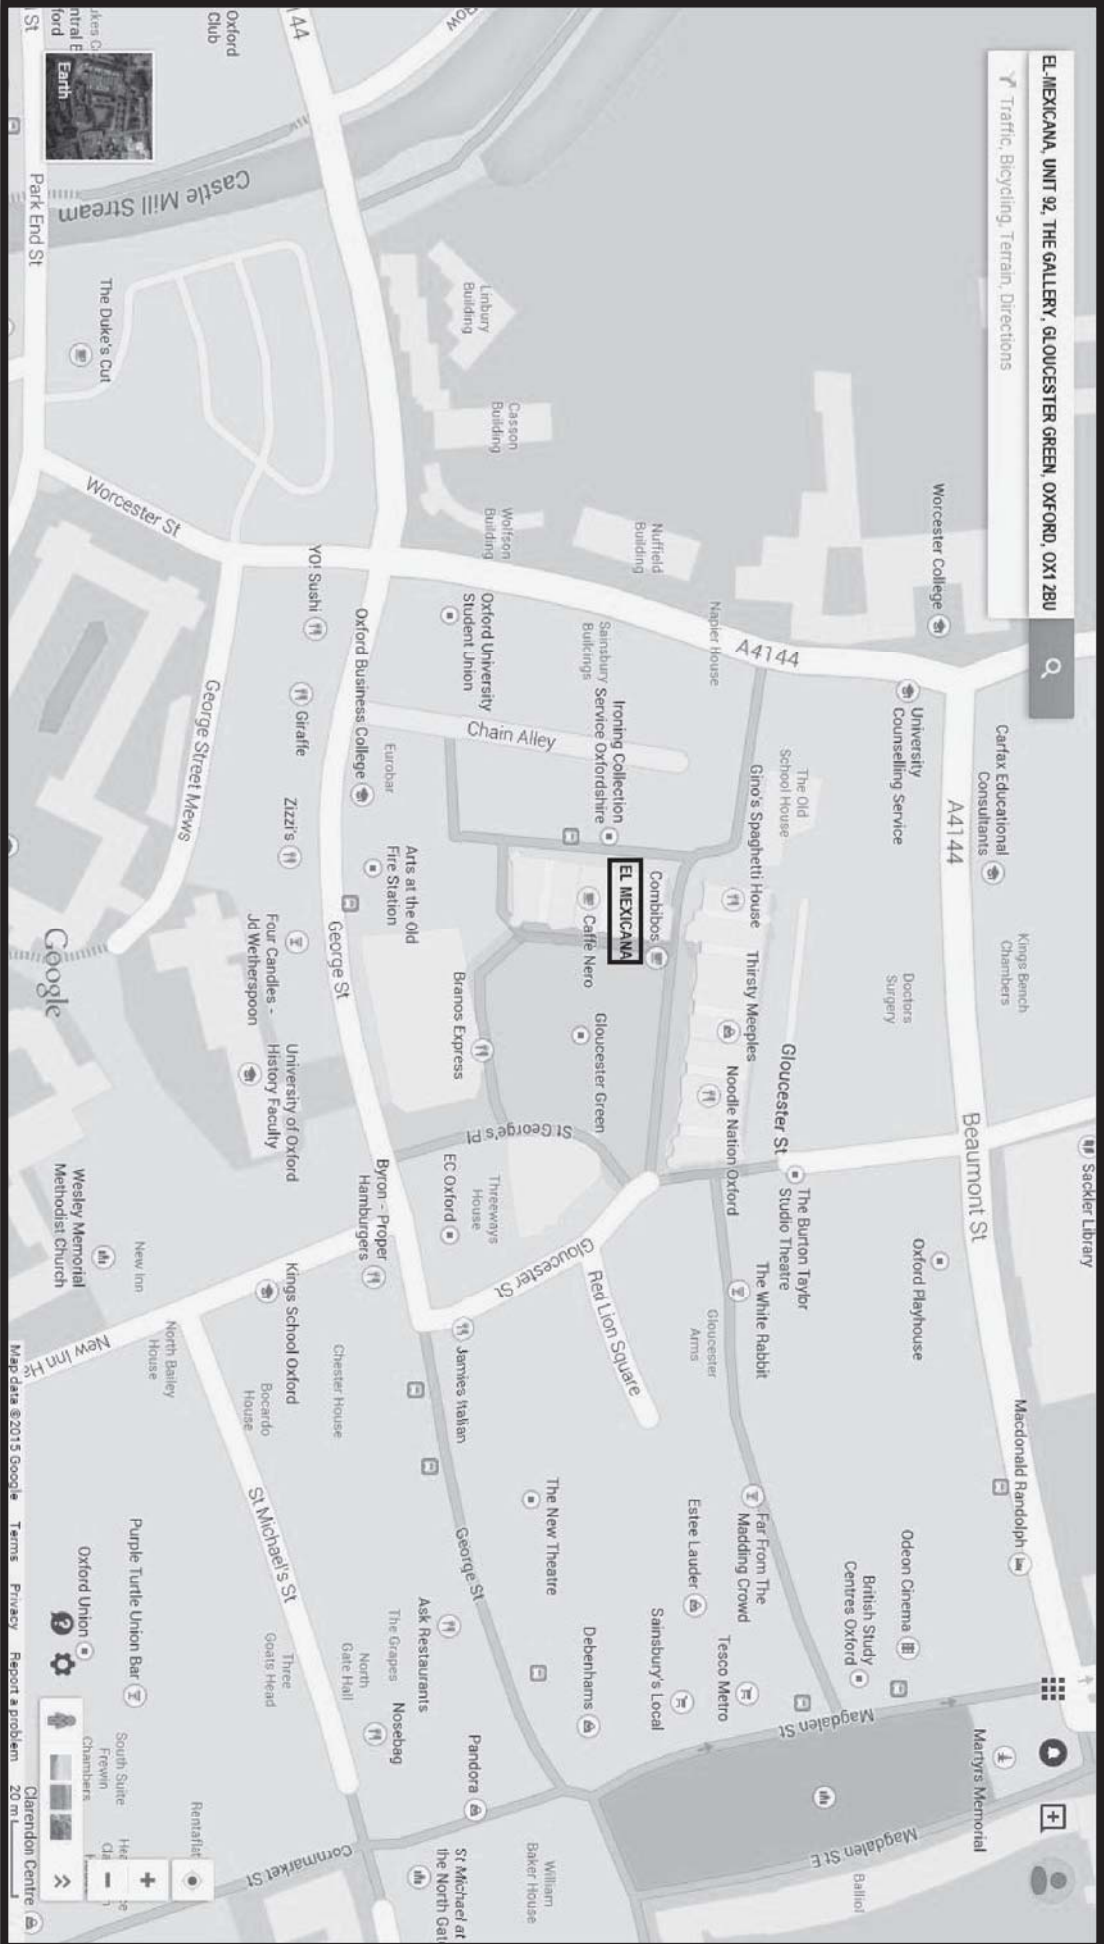 EL-MEXICANA, UNIT 92, THE GALLERY, GLOUCESTER GREEN, OXFORD, OX1 2BU
Traffic, Bicycling, Terrain, Directions
Sackler Library
Worcester College
Carfax Educational
Consultants
Kings Bench
Chambers
Macdonald Randolph
Martyrs Memorial
A4144
Beaumont St
University
Counselling Service
Doctors
Surgery
Oxford Playhouse
Odeon Cinema
British Study
Centres Oxford
Balliol
Magdalen St
Magdalen St E
A4144
Napier House
The Old
School House
Gino's Spaghetti House
Thirsty Meeples
Gloucester St
Noodle Nation Oxford
The Burton Taylor
Studio Theatre
The White Rabbit
Gloucester
Arms
Far From The
Madding Crowd
Tesco Metro
Estee Lauder
Sainsbury's Local
Nuffield
Building
Combibos
EL MEXICANA
Ironing Collection
Service Oxfordshire
Sainsbury
Buildings
Caffè Nero
Gloucester Green
Red Lion Square
Debenhams
The New Theatre
William
Baker House
Linbury
Building
Casson
Building
Wolfson
Building
Oxford University
Student Union
Chain Alley
St George's Pl
Gloucester St
Threeways
House
EC Oxford
Branos Express
Jamies Italian
George St
Pandora
St Michael at
the North Gat
Arts at the Old
Fire Station
Eurobar
Oxford Business College
Byron - Proper
Hamburgers
Ask Restaurants
The Grapes
Nosebag
North
Gate Hall
Chester House
YO! Sushi
Giraffe
Zizzi's
George St
Four Candles -
Jd Wetherspoon
University of Oxford
History Faculty
Kings School Oxford
Bocardo
House
St Michael's St
Three
Goats Head
Cornmarket St
Oxford
Club
144
Row
Castle Mill Stream
Worcester St
George Street Mews
New Inn
North Bailey
House
Wesley Memorial
Methodist Church
New Inn H
Purple Turtle Union Bar
Oxford Union
South Suite
Frewin
Chambers
Rentaflat
The Duke's Cut
Park End St
Earth
Google
Clarendon Centre
Map data ©2015 Google Terms Privacy Report a problem 20 m